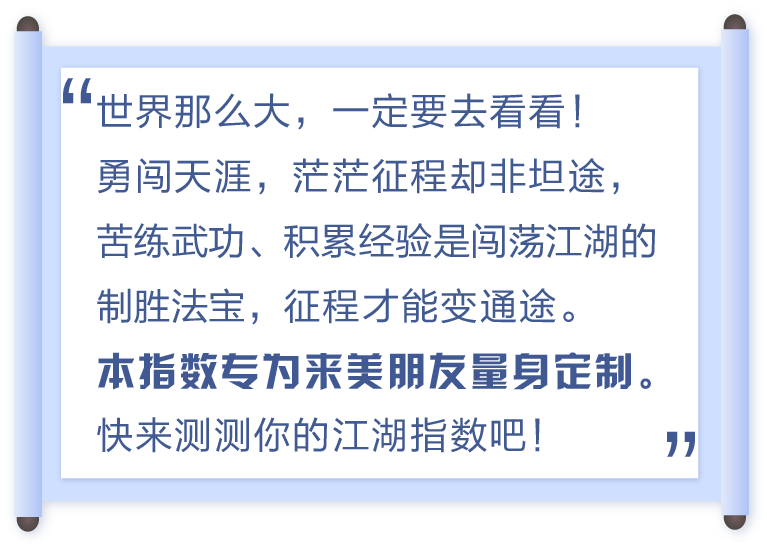 “世界那么大，一定要去看看！
勇闯天涯，茫茫征程却非坦途，
苦练武功、积累经验是闯荡江湖的
制胜法宝，征程才能变通途。
本指数专为来美朋友量身定制。
快来测测你的江湖指数吧！”